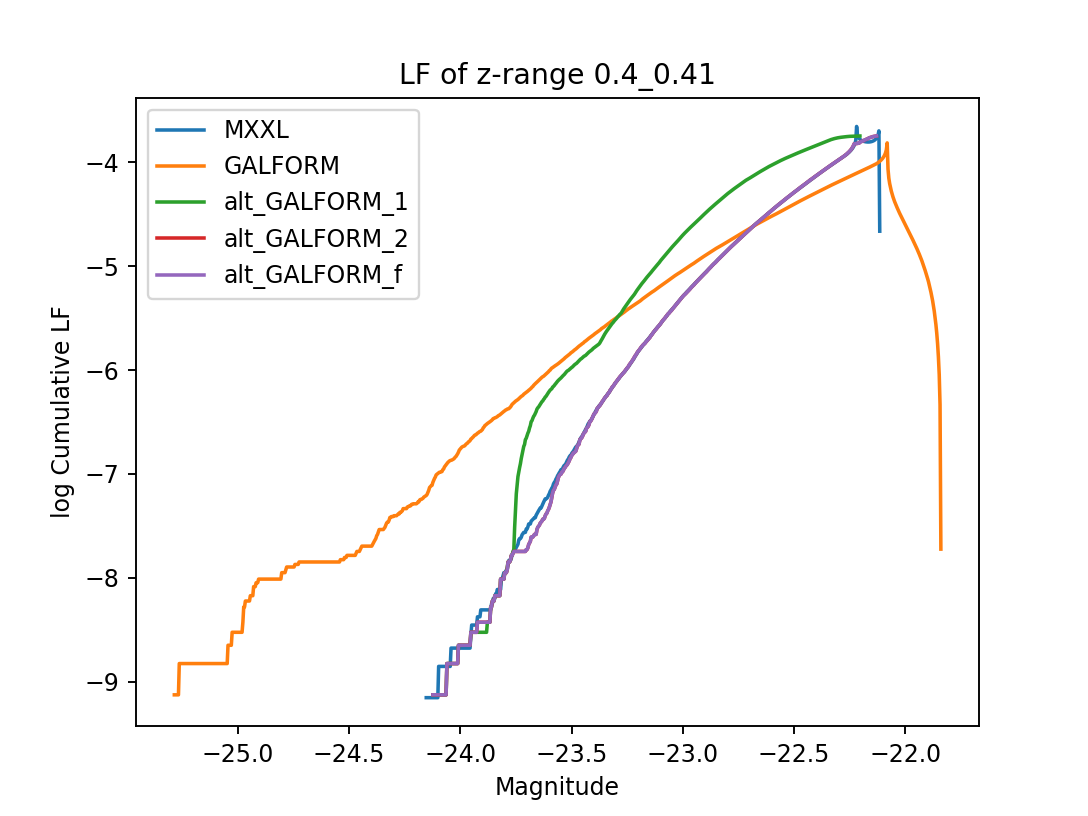 LF of z-range 0.4_0.41
MXXL
GALFORM
alt_GALFORM_1
alt_GALFORM_2
alt_GALFORM_f
log Cumulative LF
−4
−5
−6
−7
−8
−9
−25.0 −24.5 −24.0 −23.5 −23.0 −22.5 −22.0
Magnitude